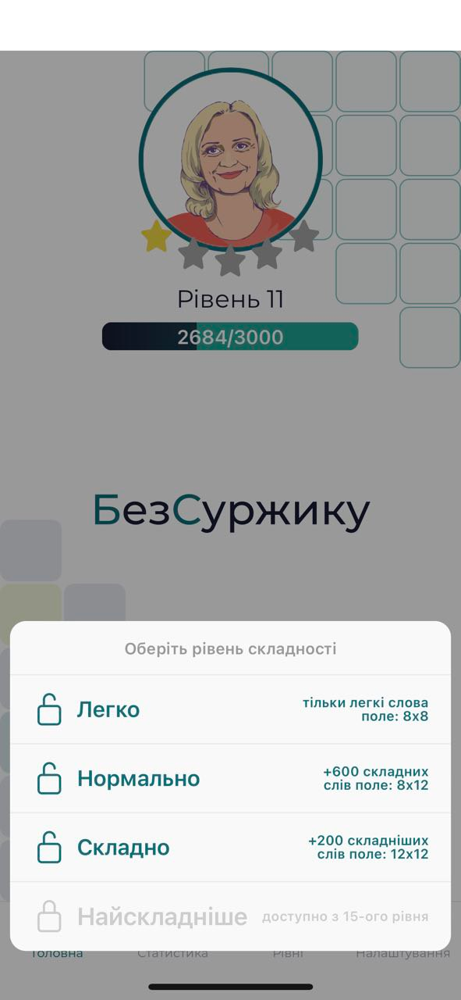 Рівень 11
2684/3000
БезСуржику
Оберіть рівень складності
Легко
тільки легкі слова
поле: 8x8
Нормально
+600 складних
слів поле: 8x12
Складно
+200 складніших
слів поле: 12x12
Найскладніше
доступно з 15-ого рівня
Головна Статистика Рівні Налаштування